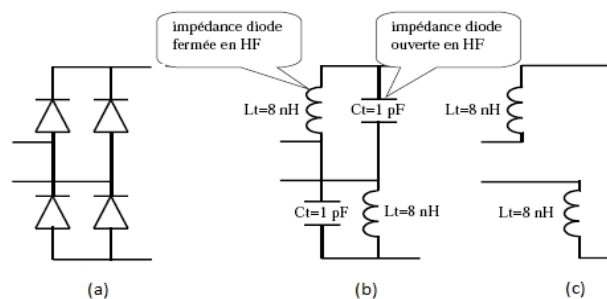 impédance diode
fermée en HF
impédance diode
ouverte en HF
Lt=8 nH
Ct=1 pF
Lt=8 nH
Ct=1 pF
Lt=8 nH
Lt=8 nH
(a)
(b)
(c)